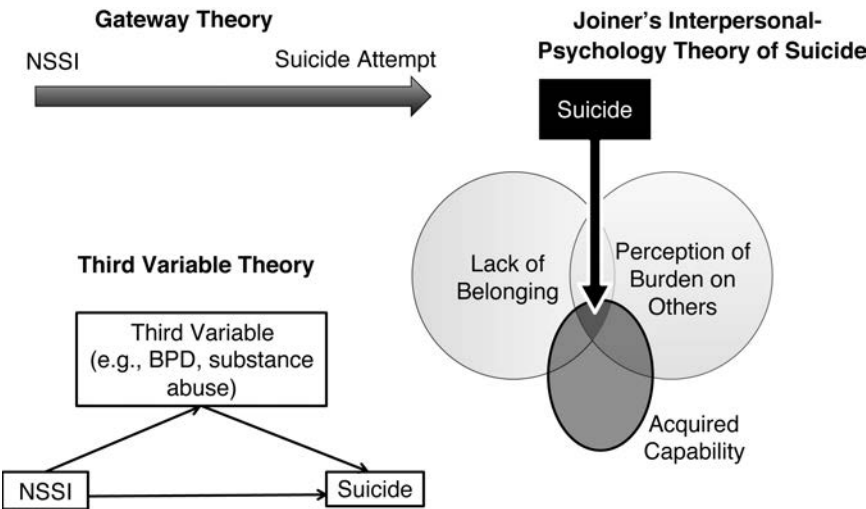 Gateway Theory
NSSI
Suicide Attempt
Third Variable Theory
Third Variable
(e.g., BPD, substance
abuse)
NSSI
Suicide
Joiner's Interpersonal-
Psychology Theory of Suicide
Suicide
Lack of
Belonging
Perception of
Burden on
Others
Acquired
Capability